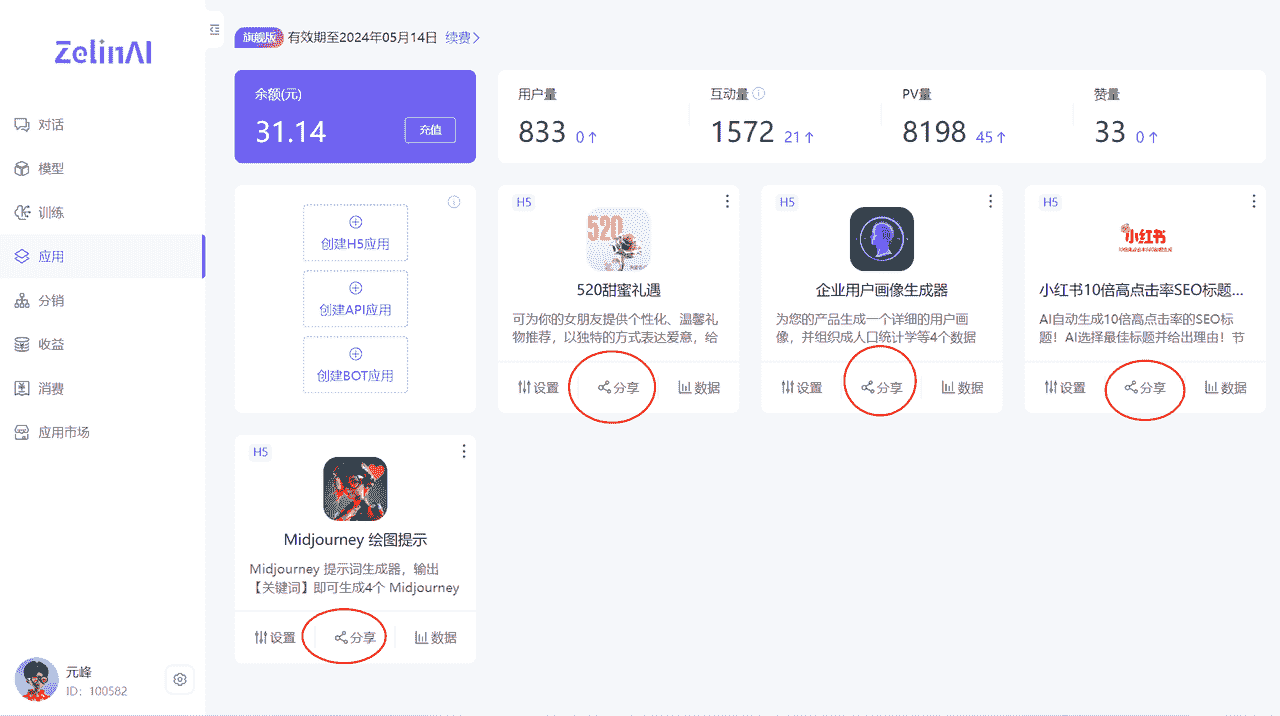 ZelinAI
对话
模型
训练
应用
分销
收益
消费
应用市场
元峰
ID：100582
旗舰版 有效期至2024年05月14日 续费
余额(元)
31.14
充值
用户量
833 0↑
互动量
1572 21↑
PV量
8198 45↑
赞量
33 0↑
创建H5应用
创建API应用
创建BOT应用
H5
520
520甜蜜礼遇
可为你的女朋友提供个性化、温馨礼
物推荐，以独特的方式表达爱意，给
设置 分享 数据
H5
企业用户画像生成器
为您的产品生成一个详细的用户画
像，并组织成人口统计学等4个数据
设置 分享 数据
H5
小红书
小红书10倍高点击率SEO标题...
AI自动生成10倍高点击率的SEO标
题！AI选择最佳标题并给出理由！节
设置 分享 数据
H5
Midjourney 绘图提示
Midjourney 提示词生成器，输出
【关键词】即可生成4个 Midjourney
设置 分享 数据